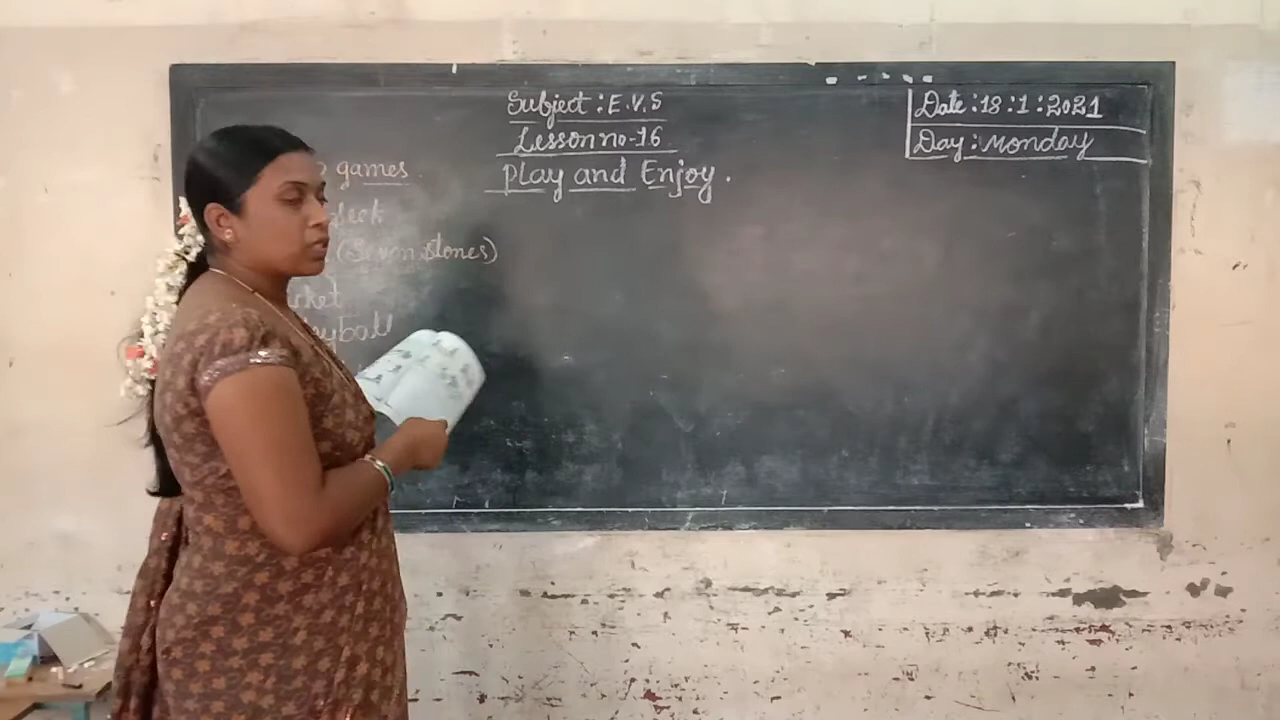 Subject : E.V.S
Lesson no-16
Play and Enjoy.
Date : 18 : 1 : 2021
Day : Monday
games.
(Seven stones)